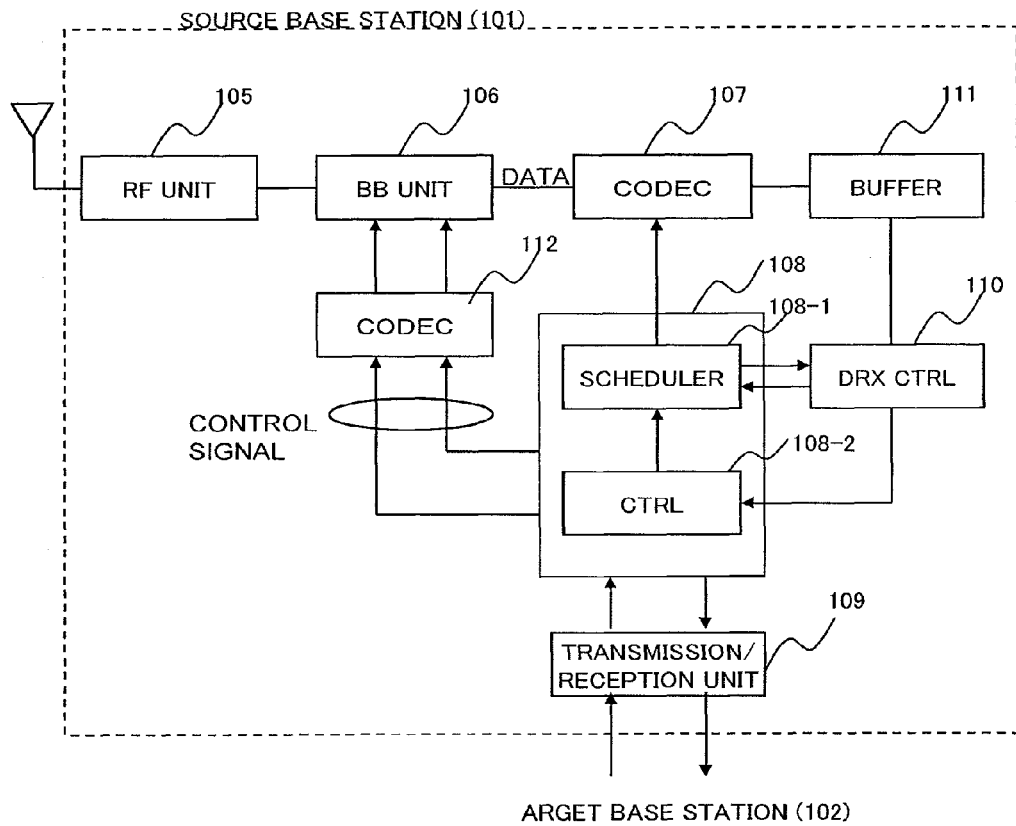 SOURCE BASE STATION (101)
105
106
107
111
RF UNIT
BB UNIT
DATA
CODEC
BUFFER
112
108
110
108-1
CODEC
SCHEDULER
DRX CTRL
CONTROL
SIGNAL
108-2
CTRL
109
TRANSMISSION/
RECEPTION UNIT
ARGET BASE STATION (102)